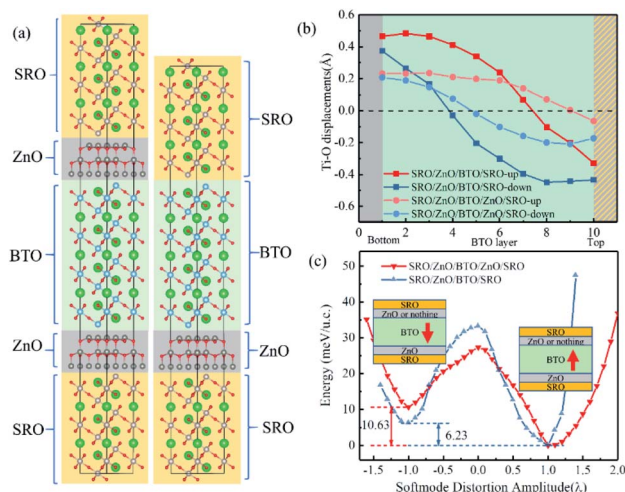 (a)
SRO
ZnO
BTO
ZnO
SRO
SRO
BTO
ZnO
SRO
(b)
Ti-O displacements(Å)
0.6
0.4
0.2
0.0
-0.2
-0.4
-0.6
SRO/ZnO/BTO/SRO-up
SRO/ZnO/BTO/SRO-down
SRO/ZnO/BTO/ZnO/SRO-up
SRO/ZnO/BTO/ZnO/SRO-down
0 2 4 6 8 10
Bottom BTO layer Top
(c)
Energy (meV/u.c.)
50
40
30
20
10
0
SRO/ZnO/BTO/ZnO/SRO
SRO/ZnO/BTO/SRO
SRO
ZnO or nothing
BTO
ZnO
SRO
SRO
ZnO or nothing
BTO
ZnO
SRO
10.63
6.23
-1.5 -1.0 -0.5 0.0 0.5 1.0 1.5 2.0
Softmode Distortion Amplitude(λ)